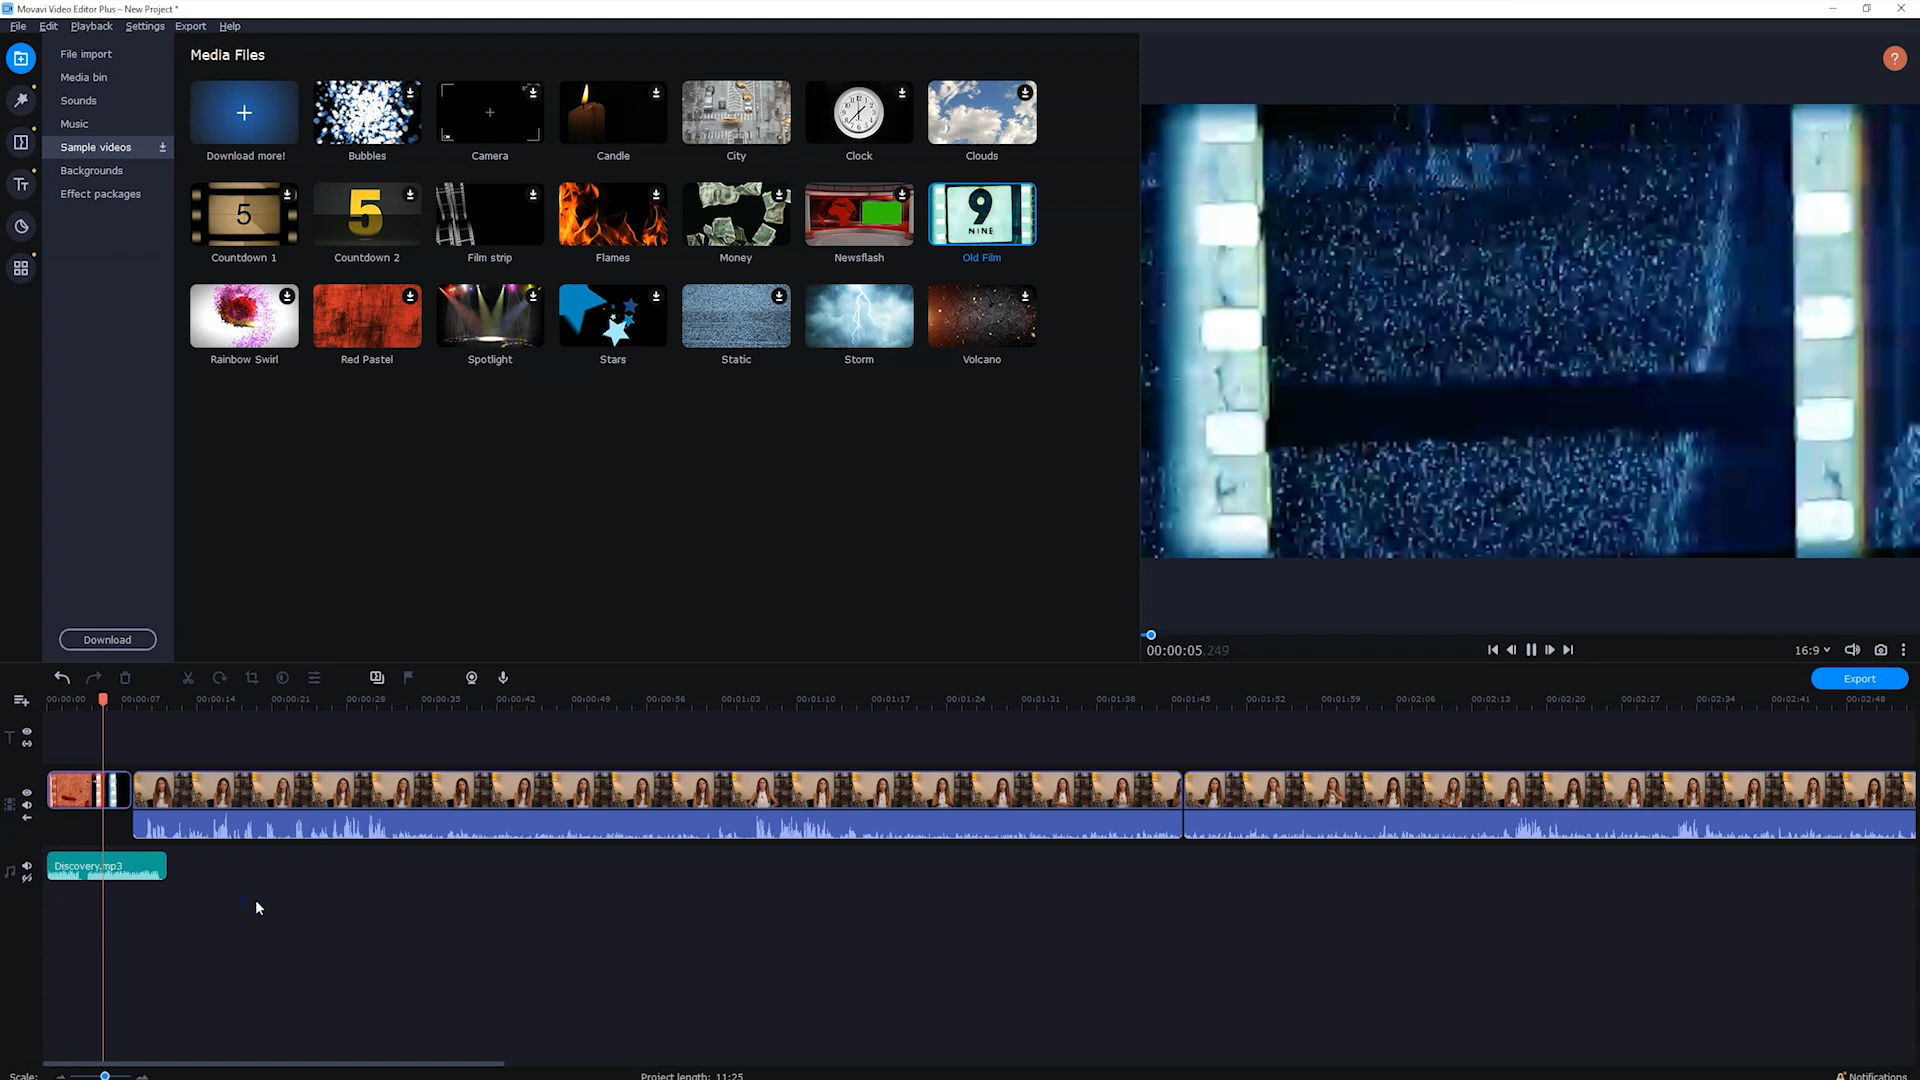 Movavi Video Editor Plus – New Project *
File Edit Playback Settings Export Help
File import
Media bin
Sounds
Music
Sample videos
Backgrounds
Effect packages
Download
Media Files
Download more!
Bubbles
Camera
Candle
City
Clock
Clouds
5
5
9
NINE
Countdown 1
Countdown 2
Film strip
Flames
Money
Newsflash
Old Film
Rainbow Swirl
Red Pastel
Spotlight
Stars
Static
Storm
Volcano
?
00:00:05.249
16:9
Export
00:00:00 00:00:07 00:00:14 00:00:21 00:00:28 00:00:35 00:00:42 00:00:49 00:00:56 00:01:03 00:01:10 00:01:17 00:01:24 00:01:31 00:01:38 00:01:45 00:01:52 00:01:59 00:02:06 00:02:13 00:02:20 00:02:27 00:02:34 00:02:41 00:02:48
Discovery.mp3
Scale:
Project length: 11:25
Notifications